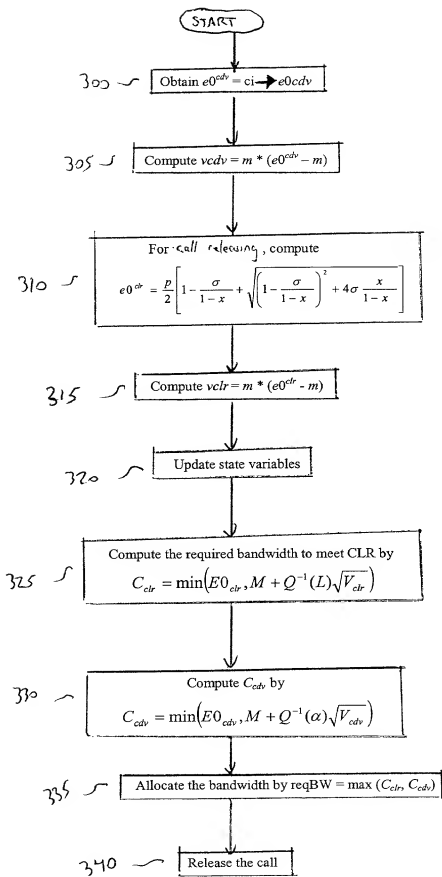 START
300
Obtain e0^cdv = ci → e0cdv
305
Compute vcdv = m * (e0^cdv – m)
For call releasing, compute
310
e0^clr = p/2 [1 – σ/(1 – x) + √((1 – σ/(1 – x))² + 4σ x/(1 – x))]
315
Compute vclr = m * (e0^clr - m)
320
Update state variables
Compute the required bandwidth to meet CLR by
325
C_clr = min(E0_clr, M + Q⁻¹(L)√V_clr)
330
Compute C_cdv by
C_cdv = min(E0_cdv, M + Q⁻¹(α)√V_cdv)
335
Allocate the bandwidth by reqBW = max (C_clr, C_cdv)
340
Release the call